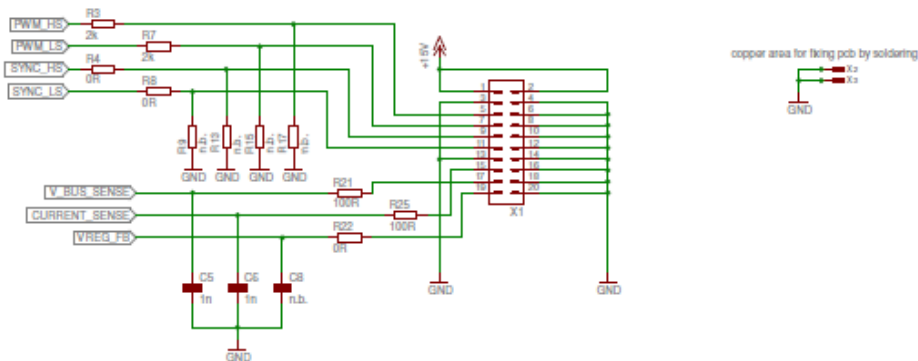 PWM_HS
R3
2k
PWM_LS
R7
2k
SYNC_HS
R4
0R
SYNC_LS
R8
0R
+15V
copper area for fixing pcb by soldering
X2
X3
GND
1 2
3 4
5 6
7 8
9 10
11 12
13 14
15 16
17 18
19 20
X1
R9 n.b.
R13 n.b.
R15 n.b.
R17 n.b.
GND GND GND GND
V_BUS_SENSE
R21
100R
CURRENT_SENSE
R25
100R
VREG_FB
R22
0R
C5
1n
C6
1n
C8
n.b.
GND
GND
GND